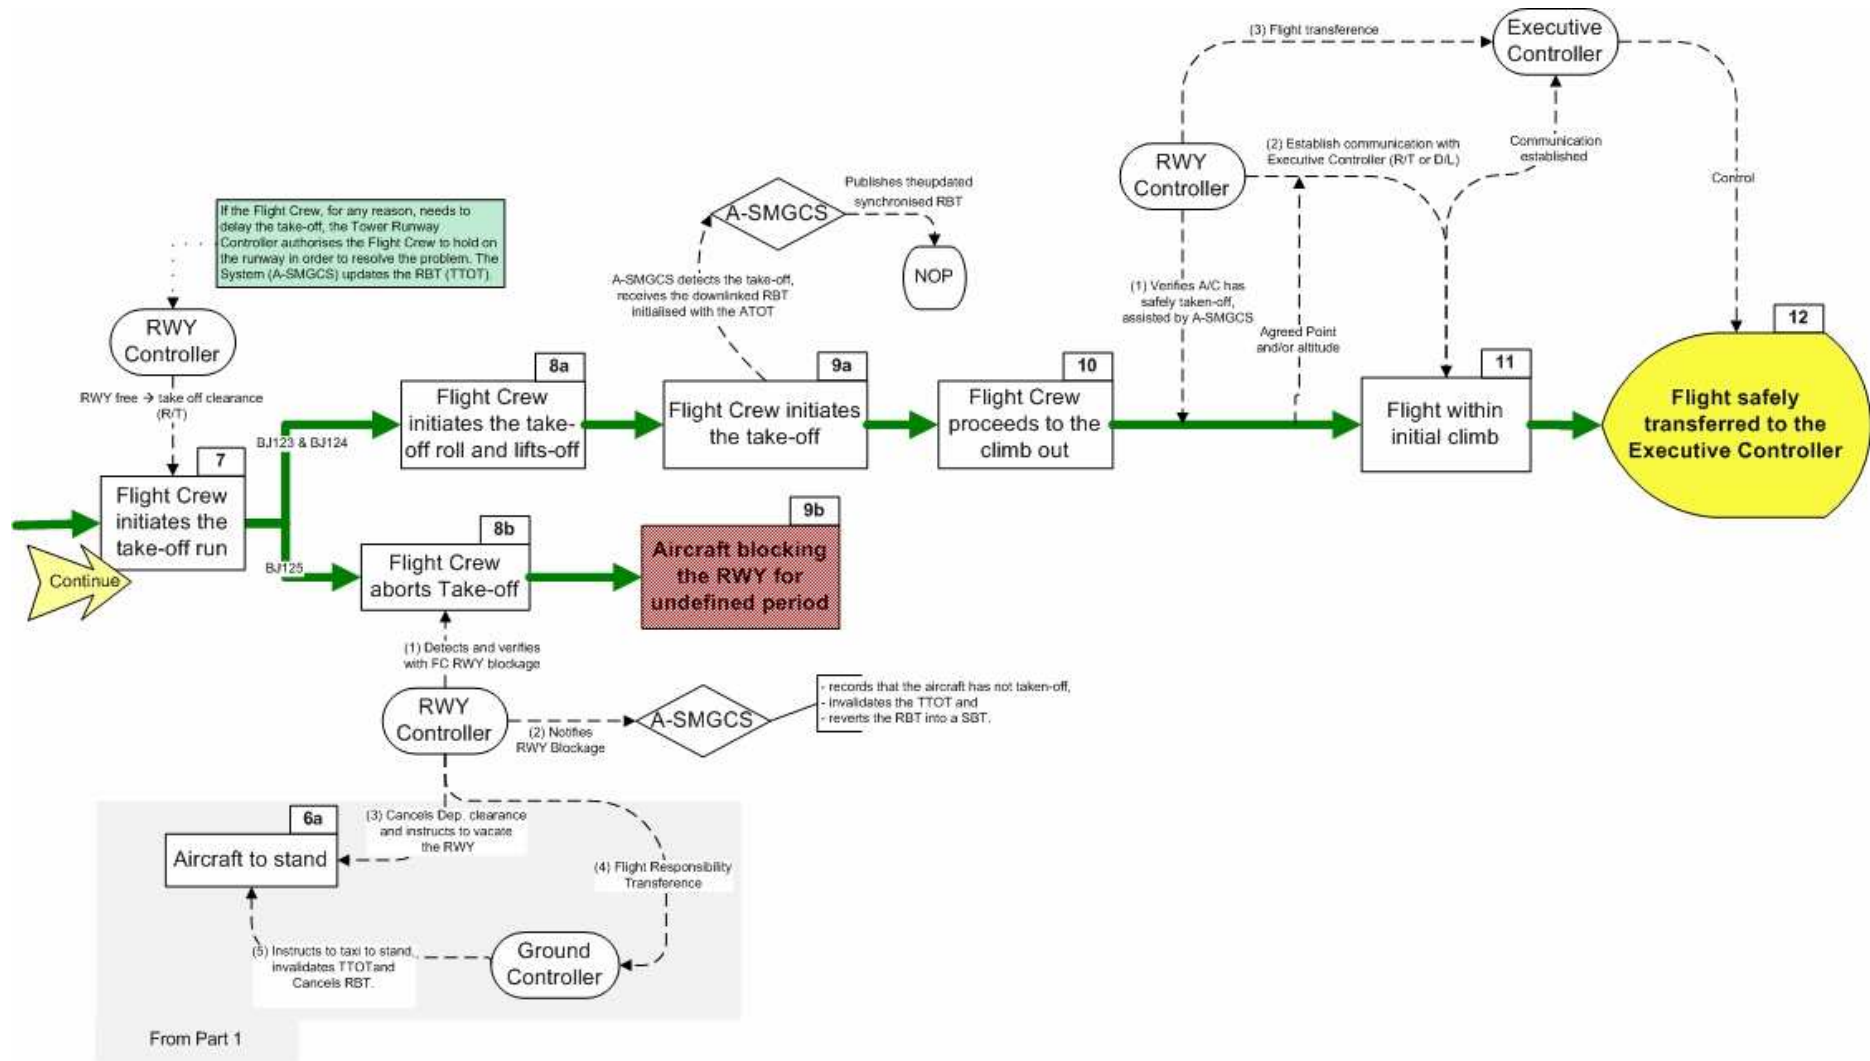 (3) Flight transference
Executive
Controller
RWY
Controller
(2) Establish communication with
Executive Controller (R/T or D/L)
Communication
established
Control
If the Flight Crew, for any reason, needs to
delay the take-off, the Tower Runway
Controller authorises the Flight Crew to hold on
the runway in order to resolve the problem. The
System (A-SMGCS) updates the RBT (TTOT).
A-SMGCS
Publishes theupdated
synchronised RBT
NOP
A-SMGCS detects the take-off,
receives the downlinked RBT
initialised with the ATOT
(1) Verifies A/C has
safely taken-off,
assisted by A-SMGCS
Agreed Point
and/or altitude
RWY
Controller
RWY free → take off clearance
(R/T)
7
Flight Crew
initiates the
take-off run
Continue
BJ123 & BJ124
BJ125
8a
Flight Crew
initiates the take-
off roll and lifts-off
9a
Flight Crew initiates
the take-off
10
Flight Crew
proceeds to the
climb out
11
Flight within
initial climb
12
Flight safely
transferred to the
Executive Controller
8b
Flight Crew
aborts Take-off
9b
Aircraft blocking
the RWY for
undefined period
(1) Detects and verifies
with FC RWY blockage
RWY
Controller
(2) Notifies
RWY Blockage
A-SMGCS
- records that the aircraft has not taken-off,
- invalidates the TTOT and
- reverts the RBT into a SBT.
6a
Aircraft to stand
(3) Cancels Dep. clearance
and instructs to vacate
the RWY
(4) Flight Responsibility
Transference
Ground
Controller
(5) Instructs to taxi to stand,
invalidates TTOTand
Cancels RBT.
From Part 1